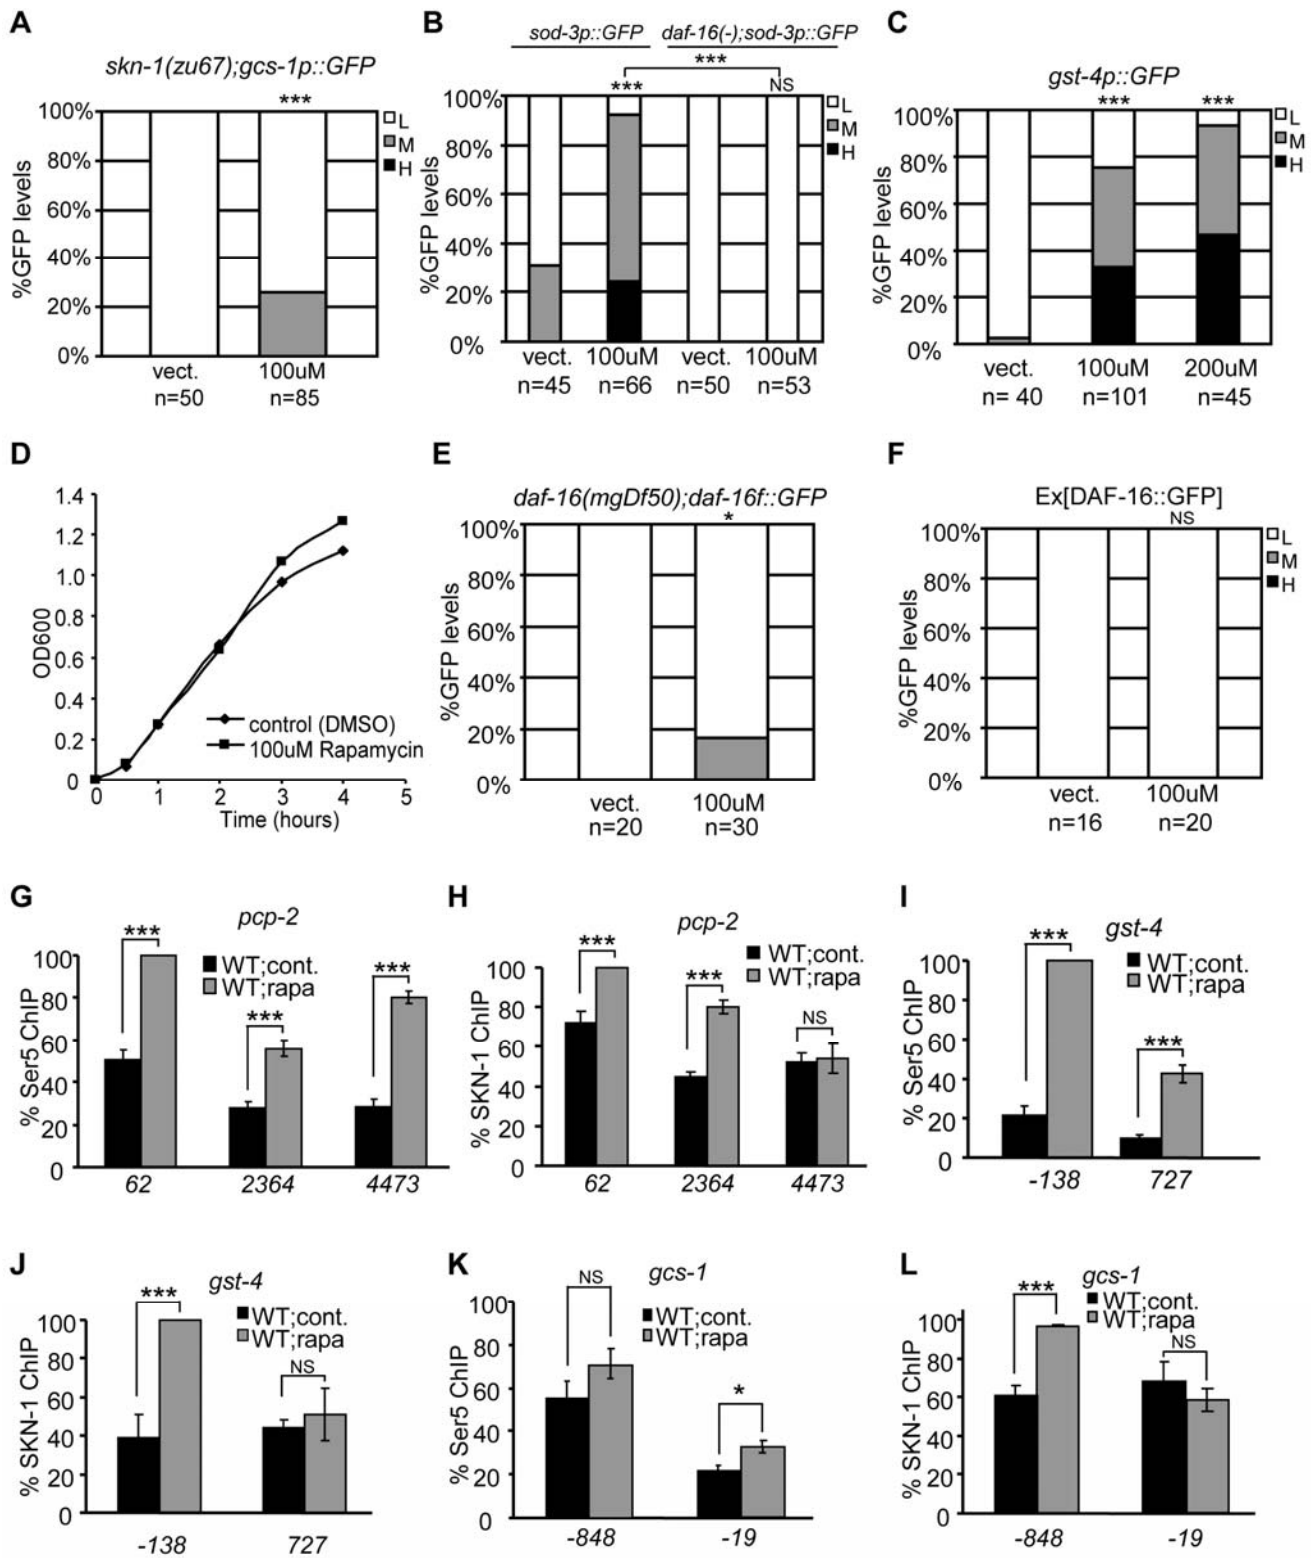 A
skn-1(zu67);gcs-1p::GFP
***
%GFP levels
100%
80%
60%
40%
20%
0%
L
M
H
vect.
100uM
n=50
n=85
B
sod-3p::GFP
daf-16(-);sod-3p::GFP
***
***
NS
%GFP levels
100%
80%
60%
40%
20%
0%
L
M
H
vect.
100uM
vect.
100uM
n=45
n=66
n=50
n=53
C
gst-4p::GFP
***
***
%GFP levels
100%
80%
60%
40%
20%
0%
L
M
H
vect.
100uM
200uM
n= 40
n=101
n=45
D
OD600
1.4
1.2
1.0
0.8
0.6
0.4
0.2
0
control (DMSO)
100uM Rapamycin
0
1
2
3
4
5
Time (hours)
E
daf-16(mgDf50);daf-16f::GFP
*
%GFP levels
100%
80%
60%
40%
20%
0%
vect.
100uM
n=20
n=30
F
Ex[DAF-16::GFP]
NS
%GFP levels
100%
80%
60%
40%
20%
0%
L
M
H
vect.
100uM
n=16
n=20
G
pcp-2
WT;cont.
WT;rapa
***
***
***
% Ser5 ChIP
100
80
60
40
20
0
62
2364
4473
H
pcp-2
WT;cont.
WT;rapa
***
***
NS
% SKN-1 ChIP
100
80
60
40
20
0
62
2364
4473
I
gst-4
WT;cont.
WT;rapa
***
***
% Ser5 ChIP
100
80
60
40
20
0
-138
727
J
gst-4
WT;cont.
WT;rapa
***
NS
% SKN-1 ChIP
100
80
60
40
20
0
-138
727
K
gcs-1
WT;cont.
WT;rapa
NS
*
% Ser5 ChIP
100
80
60
40
20
0
-848
-19
L
gcs-1
WT;cont.
WT;rapa
***
NS
% SKN-1 ChIP
100
80
60
40
20
0
-848
-19